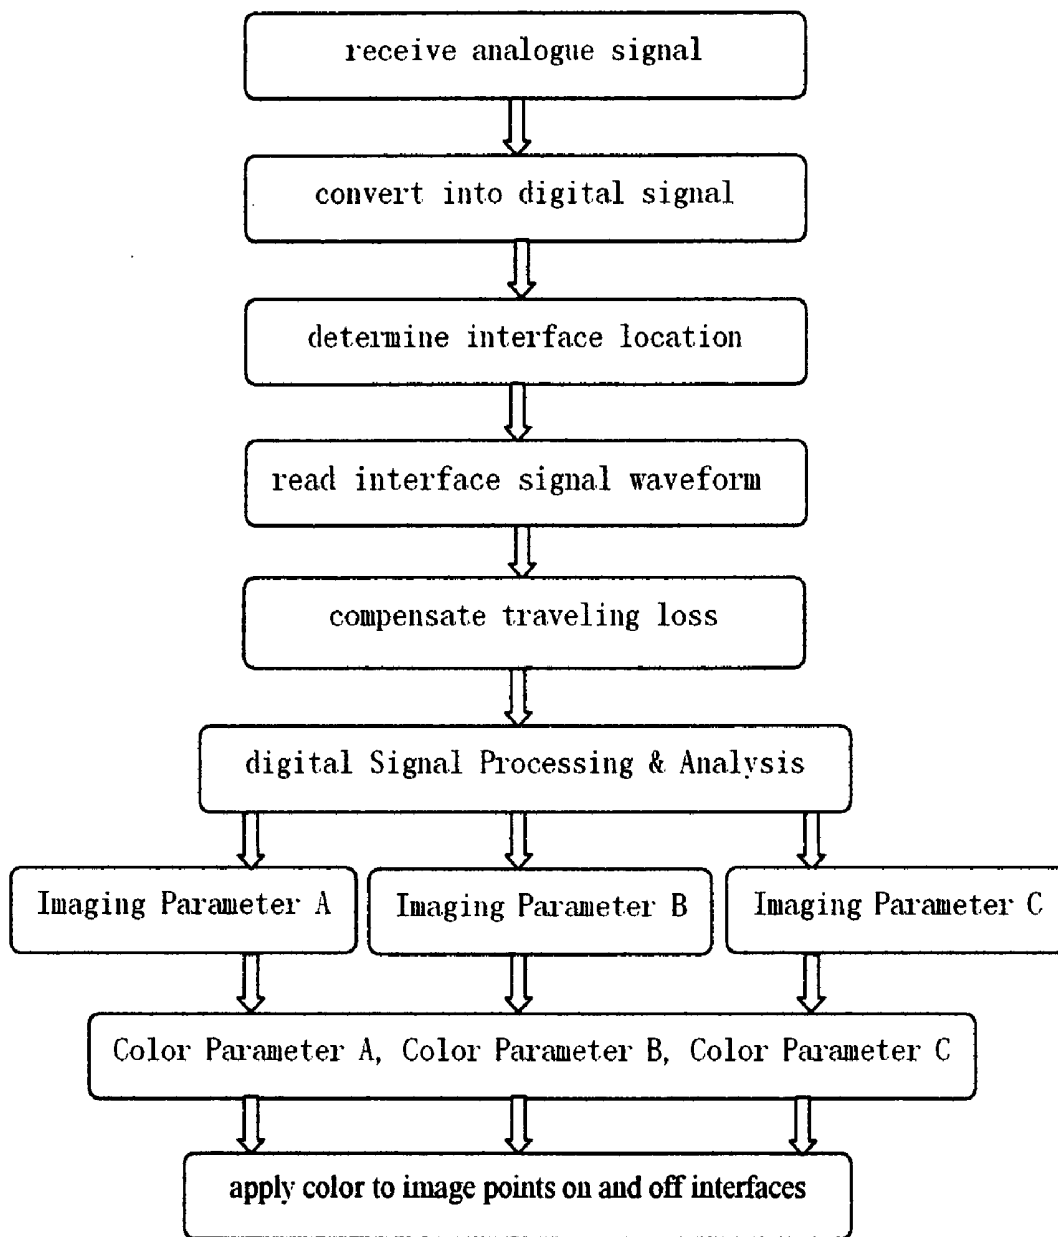 receive analogue signal
convert into digital signal
determine interface location
read interface signal waveform
compensate traveling loss
digital Signal Processing & Analysis
Imaging Parameter A
Imaging Parameter B
Imaging Parameter C
Color Parameter A, Color Parameter B, Color Parameter C
apply color to image points on and off interfaces